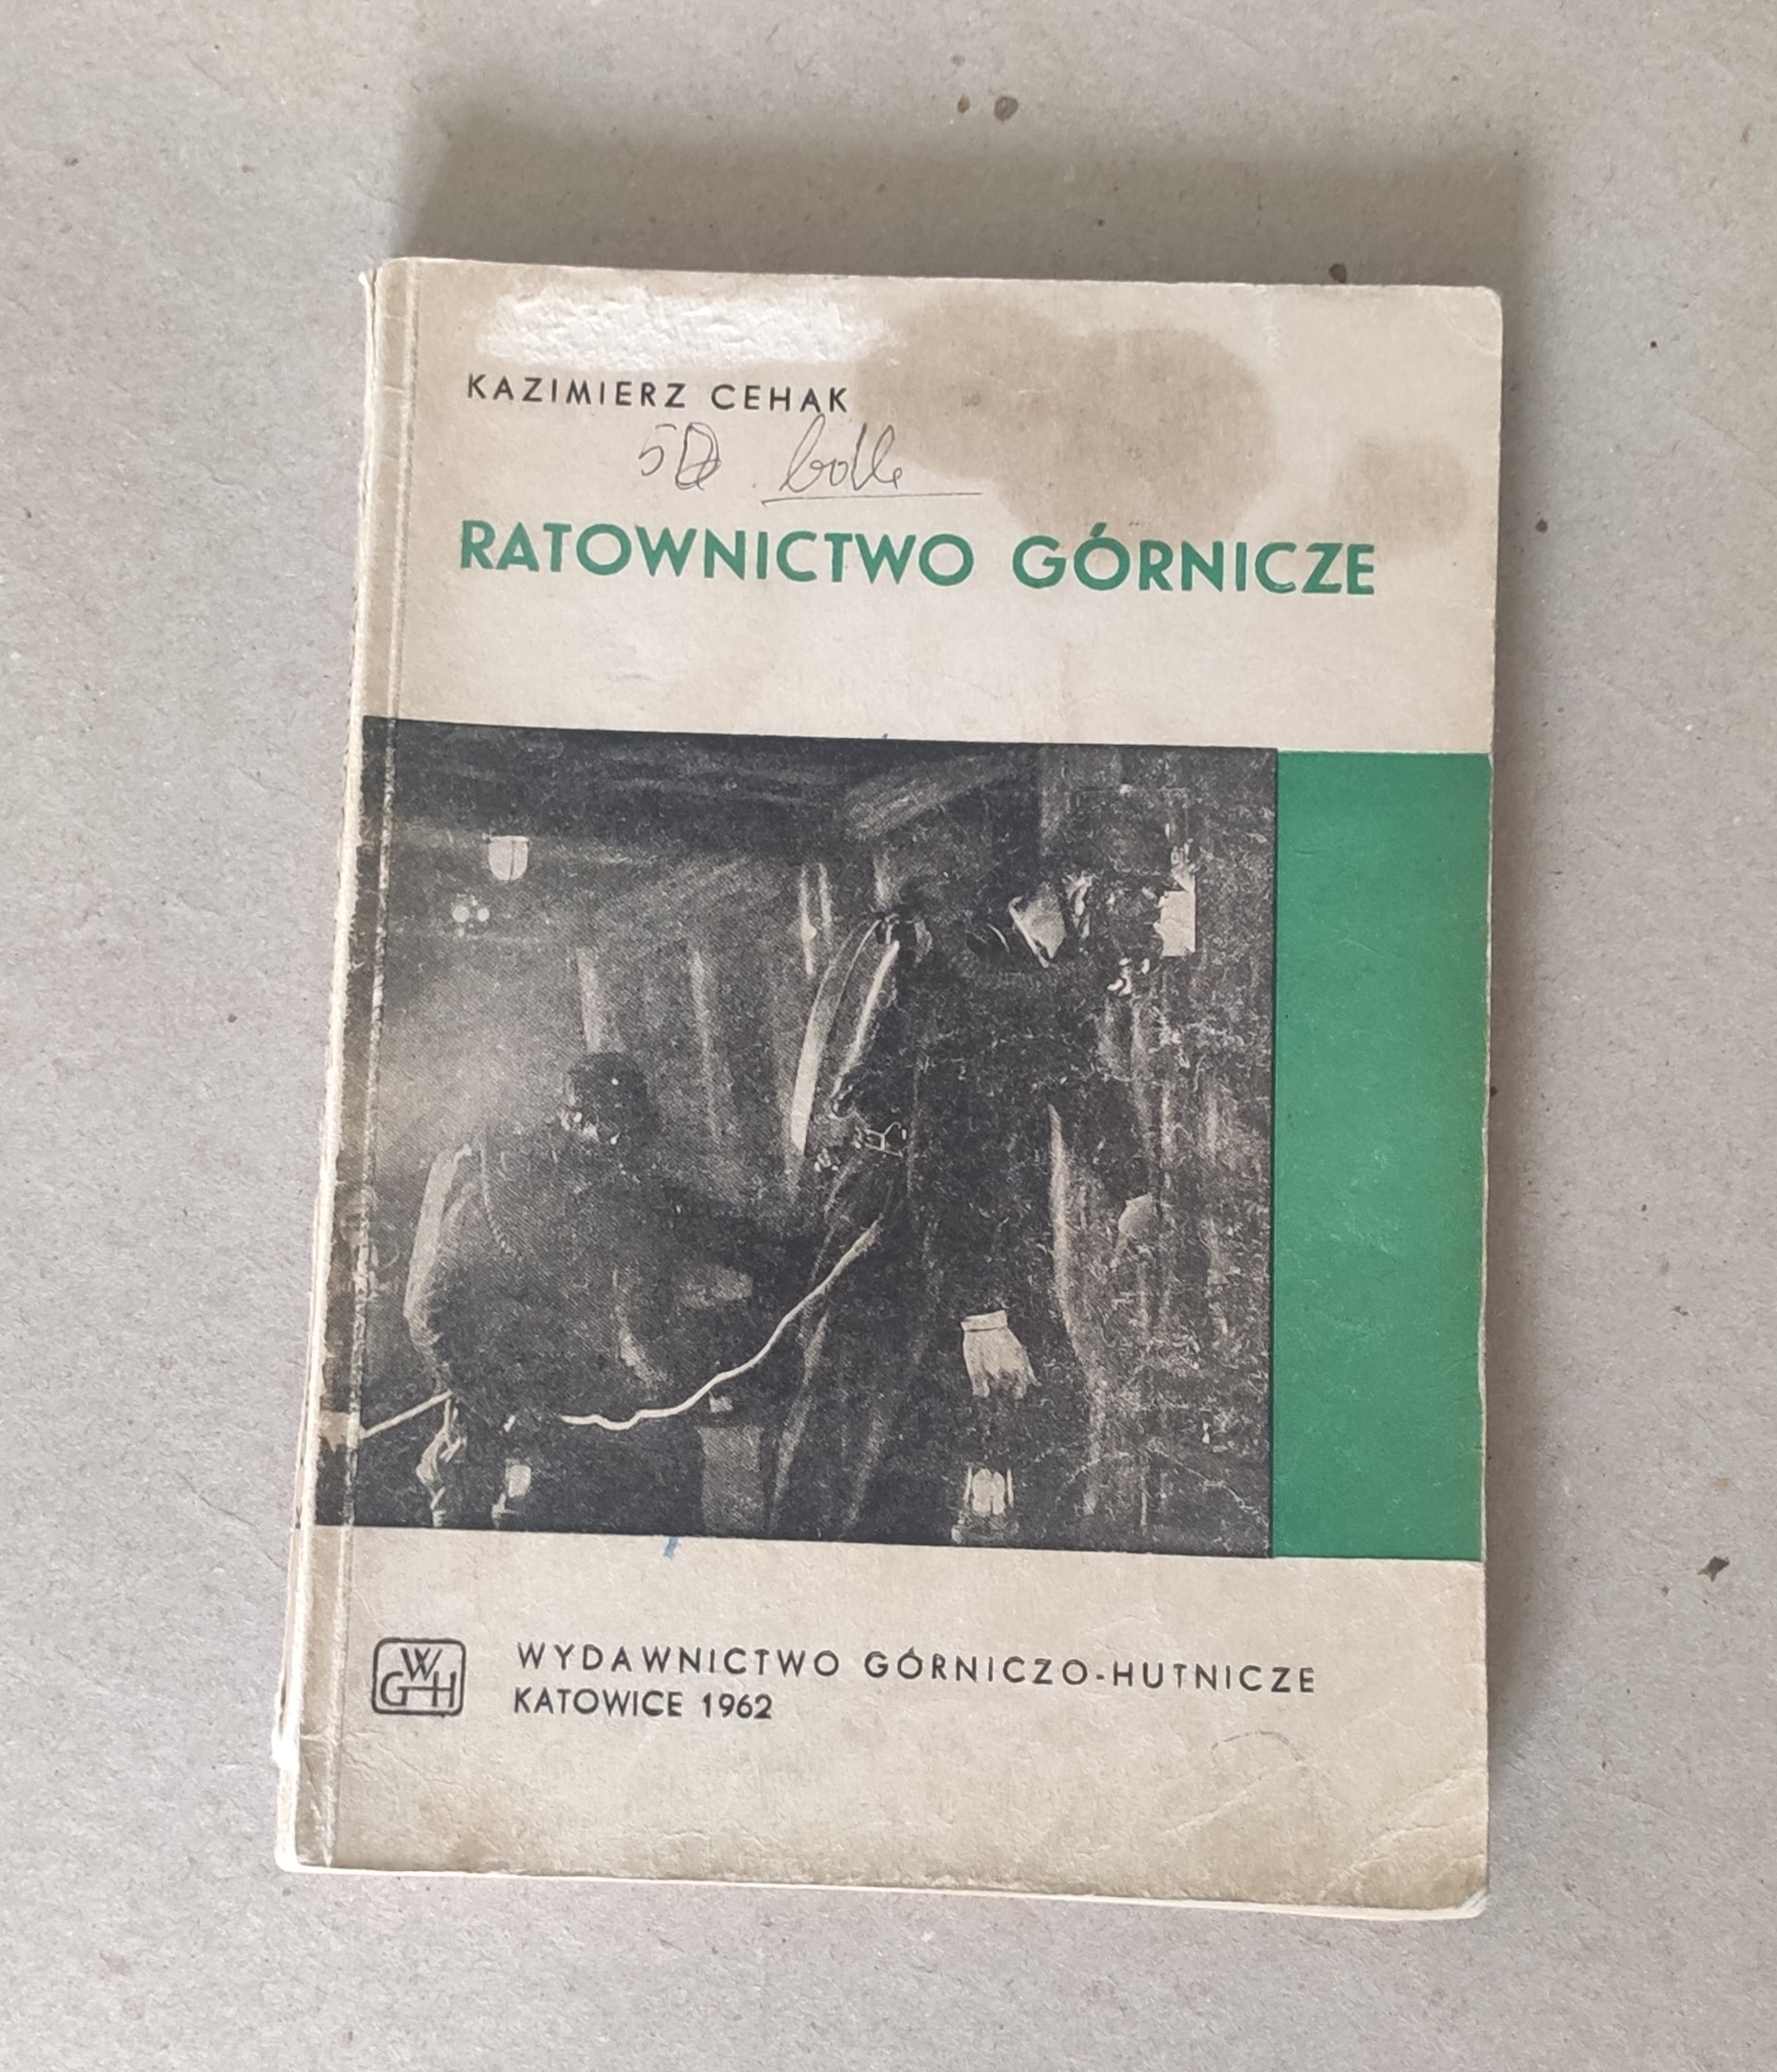 KAZIMIERZ CEHAK
RATOWNICTWO GÓRNICZE
WGH
WYDAWNICTWO GÓRNICZO-HUTNICZE
KATOWICE 1962